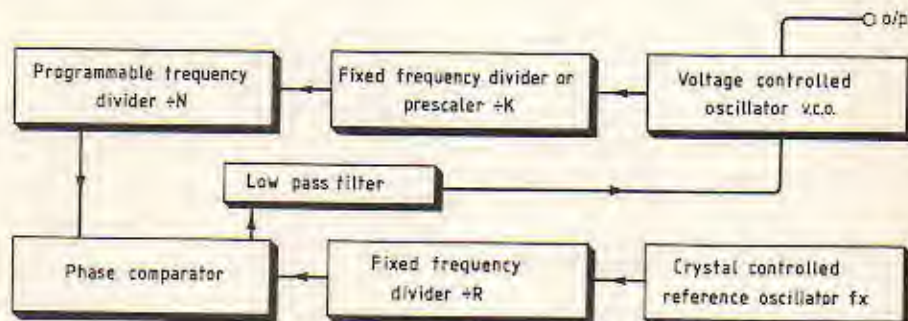 o/p
Programmable frequency
divider ÷N
Fixed frequency divider or
prescaler ÷K
Voltage controlled
oscillator v.c.o.
Low pass filter
Phase comparator
Fixed frequency
divider ÷R
Crystal controlled
reference oscillator fx